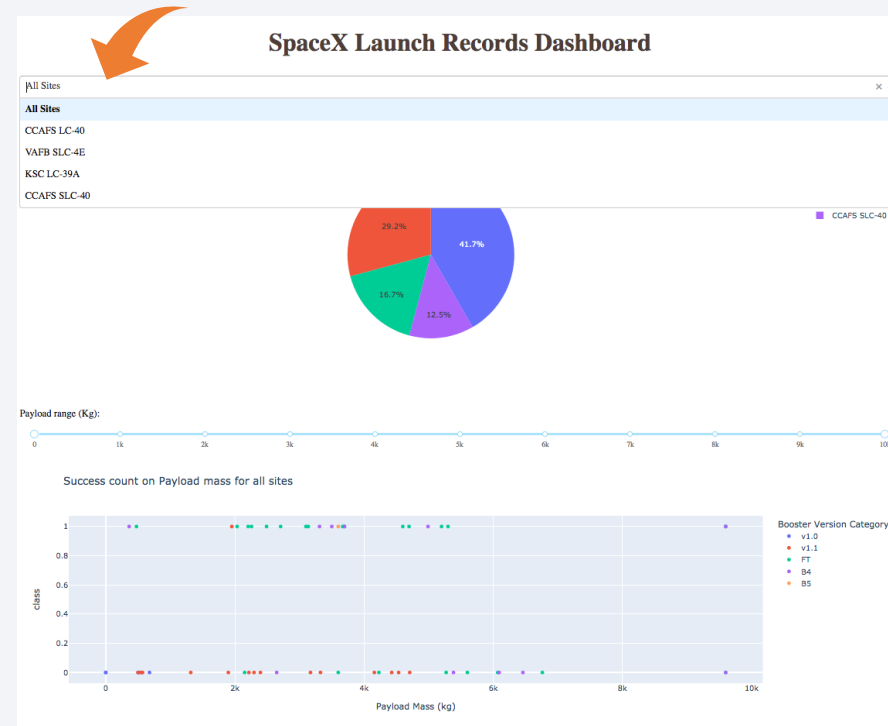 SpaceX Launch Records Dashboard
All Sites ×
All Sites
CCAFS LC-40
VAFB SLC-4E
KSC LC-39A
CCAFS SLC-40
CCAFS SLC-40
29.2%
41.7%
16.7%
12.5%
Payload range (Kg):
0 1k 2k 3k 4k 5k 6k 7k 8k 9k
Success count on Payload mass for all sites
Booster Version Category
v1.0
v1.1
FT
B4
B5
1
0.8
0.6
0.4
0.2
0
class
0 2k 4k 6k 8k 10k
Payload Mass (kg)